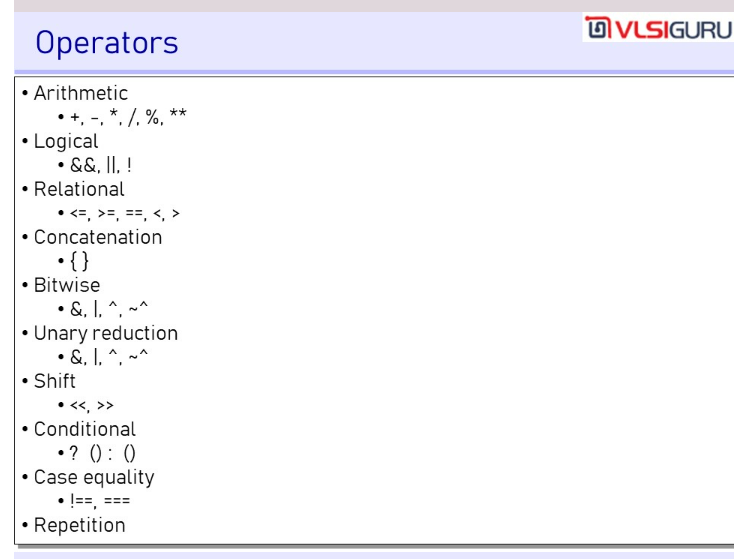 VLSIGURU
Operators
• Arithmetic
• +, -, *, /, %, **
• Logical
• &&, ||, !
• Relational
• <=, >=, ==, <, >
• Concatenation
• { }
• Bitwise
• &, |, ^, ~^
• Unary reduction
• &, |, ^, ~^
• Shift
• <<, >>
• Conditional
• ? () : ()
• Case equality
• !==, ===
• Repetition